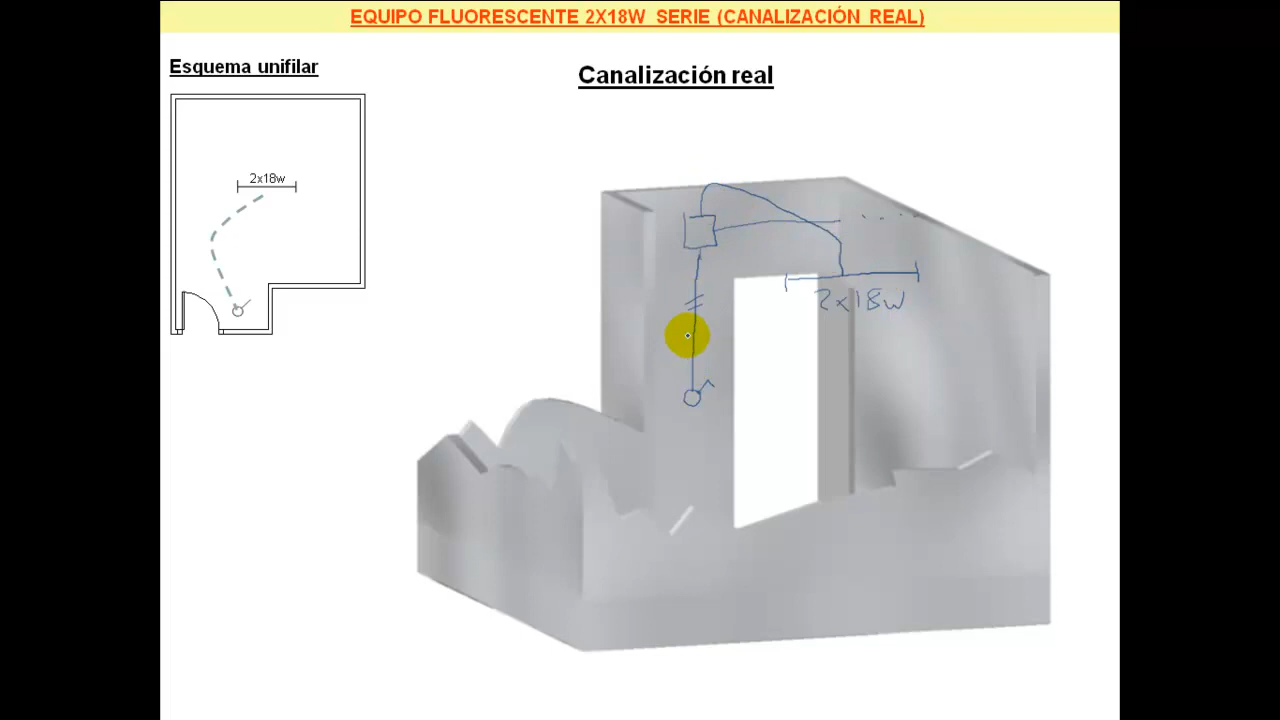 EQUIPO FLUORESCENTE 2X18W SERIE (CANALIZACIÓN REAL)
Esquema unifilar
Canalización real
2x18w
2x18W